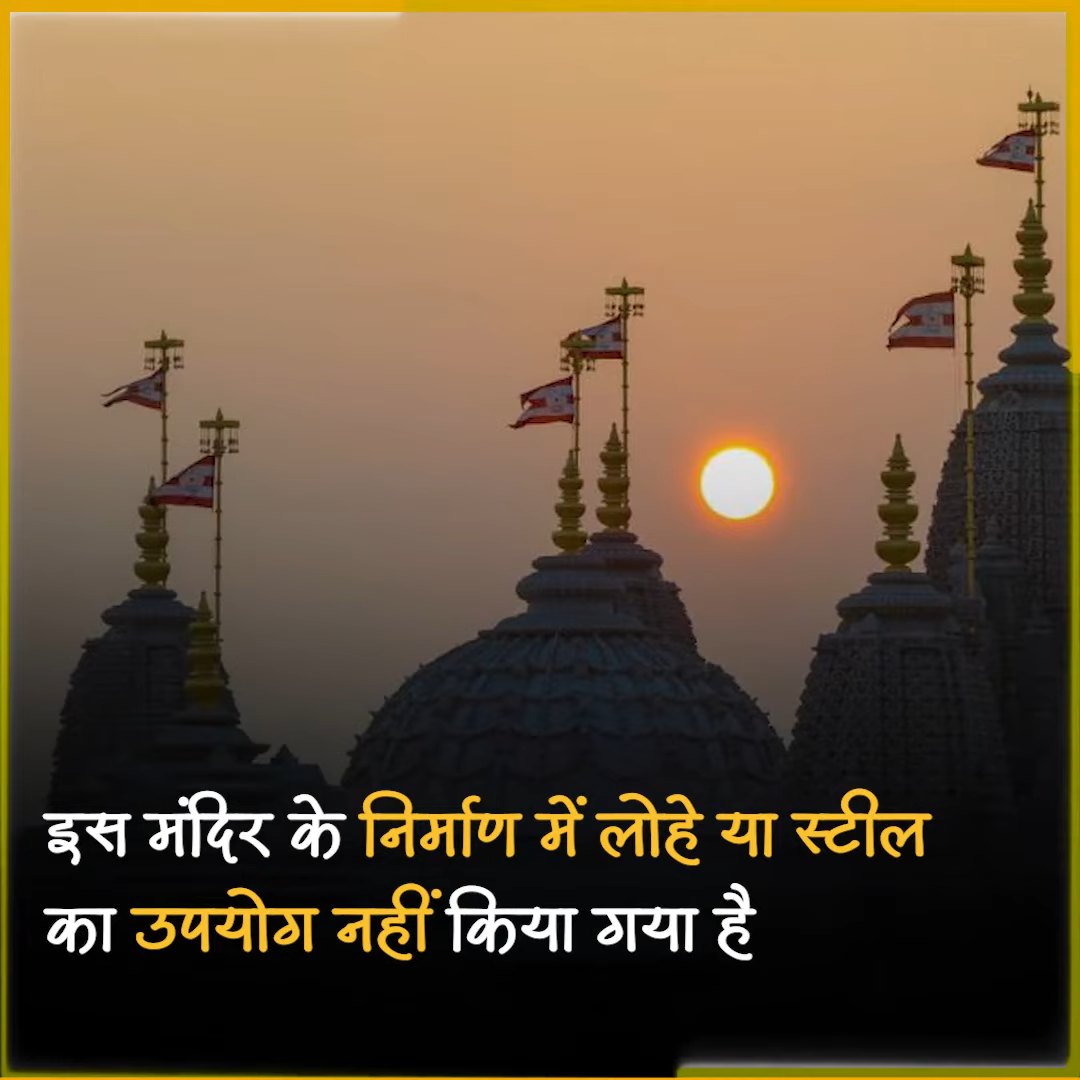 इस मंदिर के निर्माण में लोहे या स्टील
का उपयोग नहीं किया गया है